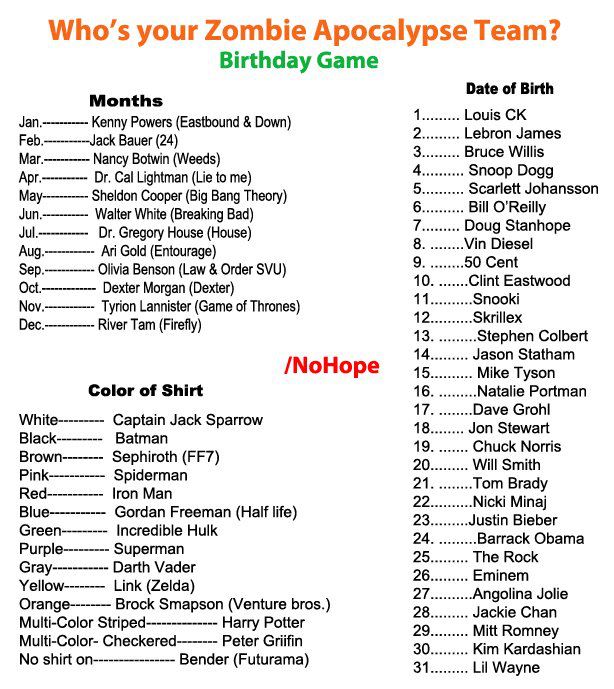 Who's your Zombie Apocalypse Team?
Birthday Game
Months
Jan.----------- Kenny Powers (Eastbound & Down)
Feb.-----------Jack Bauer (24)
Mar.----------- Nancy Botwin (Weeds)
Apr.----------- Dr. Cal Lightman (Lie to me)
May----------- Sheldon Cooper (Big Bang Theory)
Jun.----------- Walter White (Breaking Bad)
Jul.------------ Dr. Gregory House (House)
Aug.------------ Ari Gold (Entourage)
Sep.------------ Olivia Benson (Law & Order SVU)
Oct.------------- Dexter Morgan (Dexter)
Nov.------------ Tyrion Lannister (Game of Thrones)
Dec.------------ River Tam (Firefly)
/NoHope
Color of Shirt
White--------- Captain Jack Sparrow
Black--------- Batman
Brown-------- Sephiroth (FF7)
Pink----------- Spiderman
Red----------- Iron Man
Blue----------- Gordan Freeman (Half life)
Green--------- Incredible Hulk
Purple--------- Superman
Gray----------- Darth Vader
Yellow-------- Link (Zelda)
Orange-------- Brock Smapson (Venture bros.)
Multi-Color Striped-------------- Harry Potter
Multi-Color- Checkered-------- Peter Griifin
No shirt on---------------- Bender (Futurama)
Date of Birth
1......... Louis CK
2......... Lebron James
3......... Bruce Willis
4.......... Snoop Dogg
5.......... Scarlett Johansson
6.......... Bill O'Reilly
7......... Doug Stanhope
8. ........Vin Diesel
9. ........50 Cent
10. .......Clint Eastwood
11..........Snooki
12..........Skrillex
13. .........Stephen Colbert
14......... Jason Statham
15.......... Mike Tyson
16. .........Natalie Portman
17. ........Dave Grohl
18........ Jon Stewart
19. ....... Chuck Norris
20......... Will Smith
21. ........ Tom Brady
22..........Nicki Minaj
23.........Justin Bieber
24. .........Barrack Obama
25......... The Rock
26......... Eminem
27..........Angolina Jolie
28......... Jackie Chan
29......... Mitt Romney
30......... Kim Kardashian
31.......... Lil Wayne